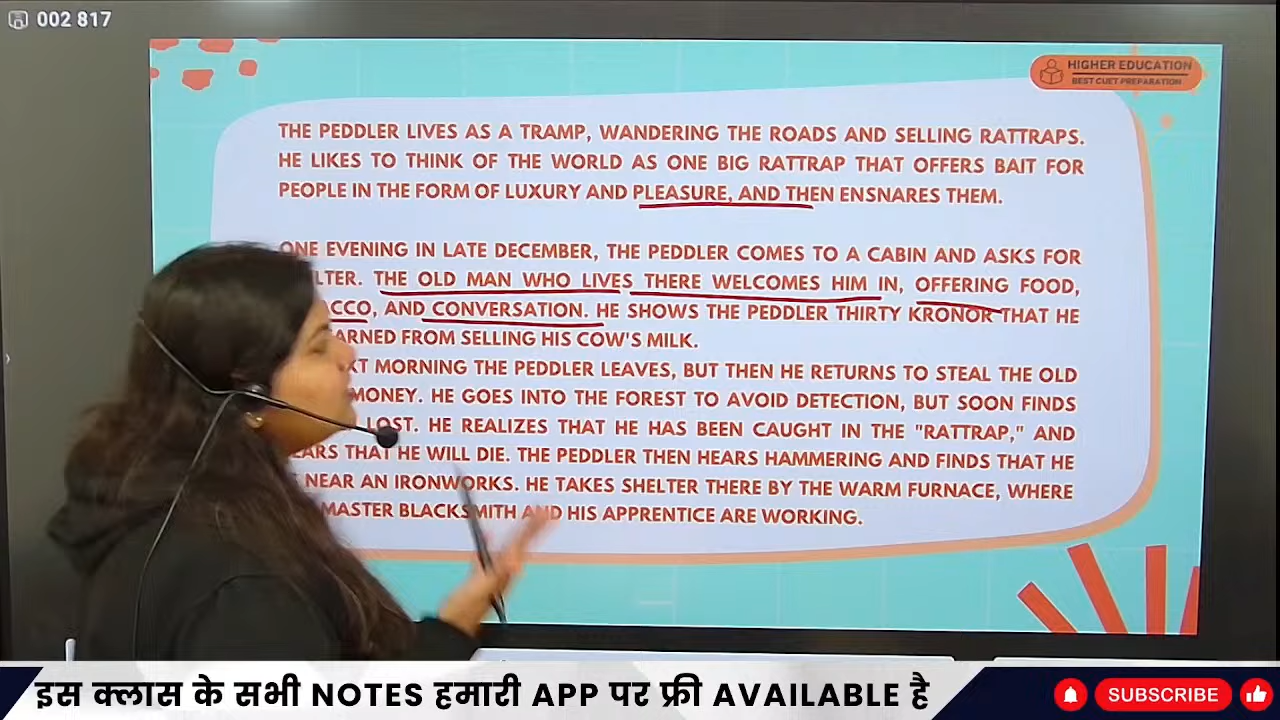 002 817
HIGHER EDUCATION
BEST CUET PREPARATION
THE PEDDLER LIVES AS A TRAMP, WANDERING THE ROADS AND SELLING RATTRAPS.
HE LIKES TO THINK OF THE WORLD AS ONE BIG RATTRAP THAT OFFERS BAIT FOR
PEOPLE IN THE FORM OF LUXURY AND PLEASURE, AND THEN ENSNARES THEM.
ONE EVENING IN LATE DECEMBER, THE PEDDLER COMES TO A CABIN AND ASKS FOR
LTER. THE OLD MAN WHO LIVES THERE WELCOMES HIM IN, OFFERING FOOD,
ACCO, AND CONVERSATION. HE SHOWS THE PEDDLER THIRTY KRONOR THAT HE
ARNED FROM SELLING HIS COW'S MILK.
XT MORNING THE PEDDLER LEAVES, BUT THEN HE RETURNS TO STEAL THE OLD
MONEY. HE GOES INTO THE FOREST TO AVOID DETECTION, BUT SOON FINDS
LOST. HE REALIZES THAT HE HAS BEEN CAUGHT IN THE "RATTRAP," AND
EARS THAT HE WILL DIE. THE PEDDLER THEN HEARS HAMMERING AND FINDS THAT HE
NEAR AN IRONWORKS. HE TAKES SHELTER THERE BY THE WARM FURNACE, WHERE
MASTER BLACKSMITH AND HIS APPRENTICE ARE WORKING.
इस क्लास के सभी NOTES हमारी APP पर फ्री AVAILABLE है
SUBSCRIBE